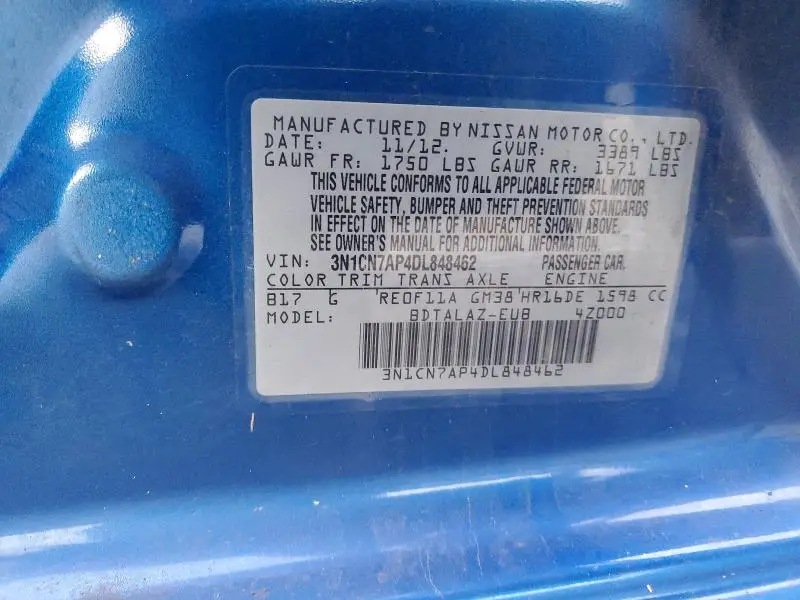 MANUFACTURED BY NISSAN MOTOR CO., LTD.
DATE: 11/12. GVWR: 3389 LBS
GAWR FR: 1750 LBS GAWR RR: 1671 LBS
THIS VEHICLE CONFORMS TO ALL APPLICABLE FEDERAL MOTOR
VEHICLE SAFETY, BUMPER AND THEFT PREVENTION STANDARDS
IN EFFECT ON THE DATE OF MANUFACTURE SHOWN ABOVE.
SEE OWNER'S MANUAL FOR ADDITIONAL INFORMATION.
VIN: 3N1CN7AP4DL848462 PASSENGER CAR.
COLOR TRIM TRANS AXLE ENGINE
B17 G RE0F11A GM38 HR16DE 1598 CC
MODEL: BDTALAZ-EUB 4Z000
3N1CN7AP4DL848462